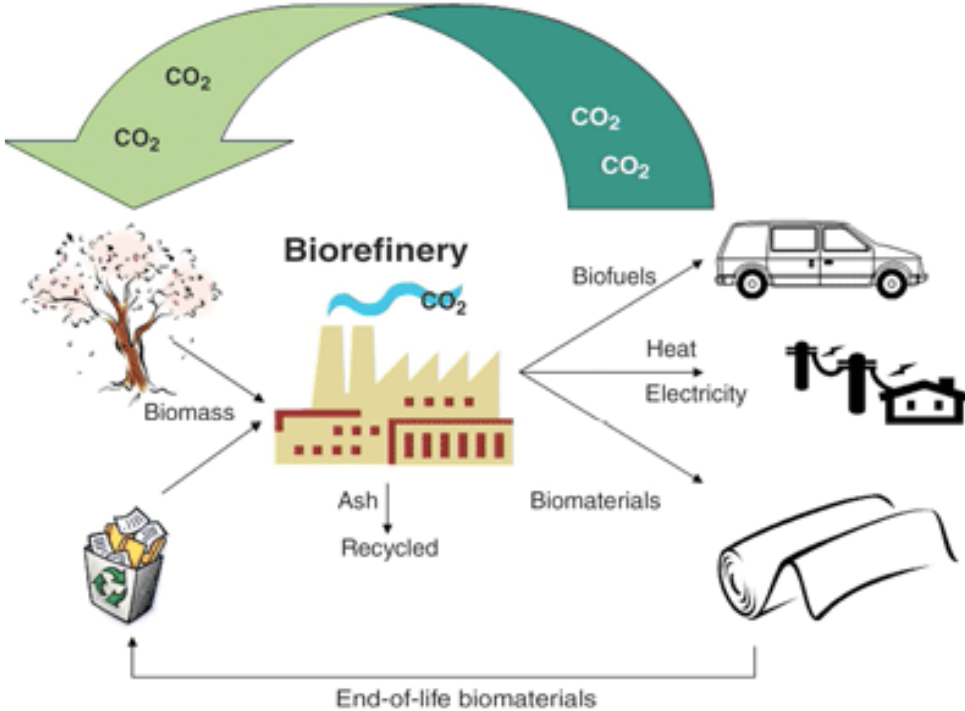 CO₂
CO₂
CO₂
CO₂
Biorefinery
CO₂
Biofuels
Heat
Electricity
Biomass
Ash
Recycled
Biomaterials
End-of-life biomaterials